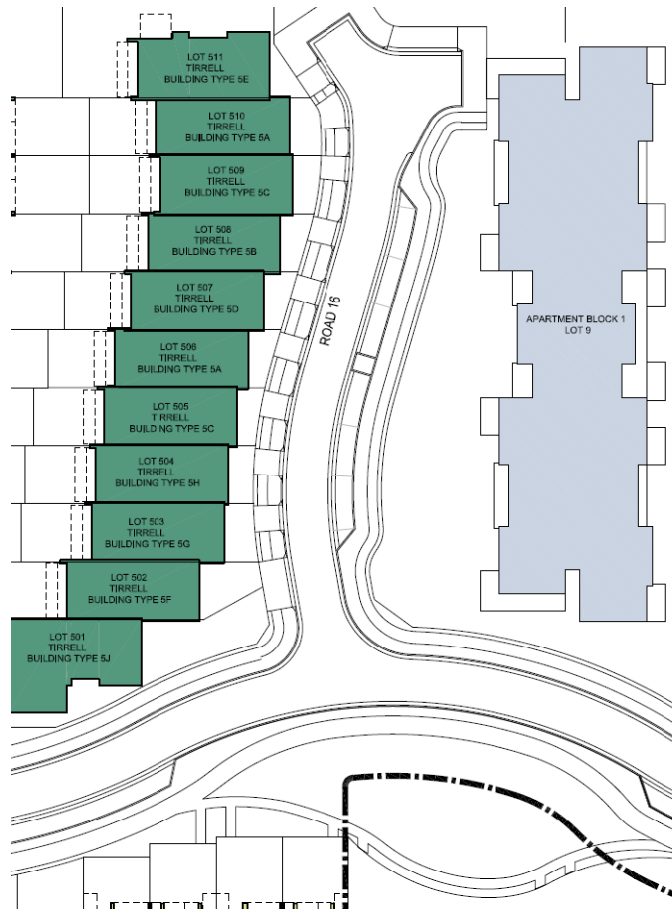 LOT 511
TIRRELL
BUILDING TYPE 5E
LOT 510
TIRRELL
BUILDING TYPE 5A
LOT 509
TIRRELL
BUILDING TYPE 5C
LOT 508
TIRRELL
BUILDING TYPE 5B
LOT 507
TIRRELL
BUILDING TYPE 5D
LOT 506
TIRRELL
BUILDING TYPE 5A
LOT 505
TIRRELL
BUILDING TYPE 5C
LOT 504
TIRRELL
BUILDING TYPE 5H
LOT 503
TIRRELL
BUILDING TYPE 5G
LOT 502
TIRRELL
BUILDING TYPE 5F
LOT 501
TIRRELL
BUILDING TYPE 5J
ROAD 16
APARTMENT BLOCK 1
LOT 9